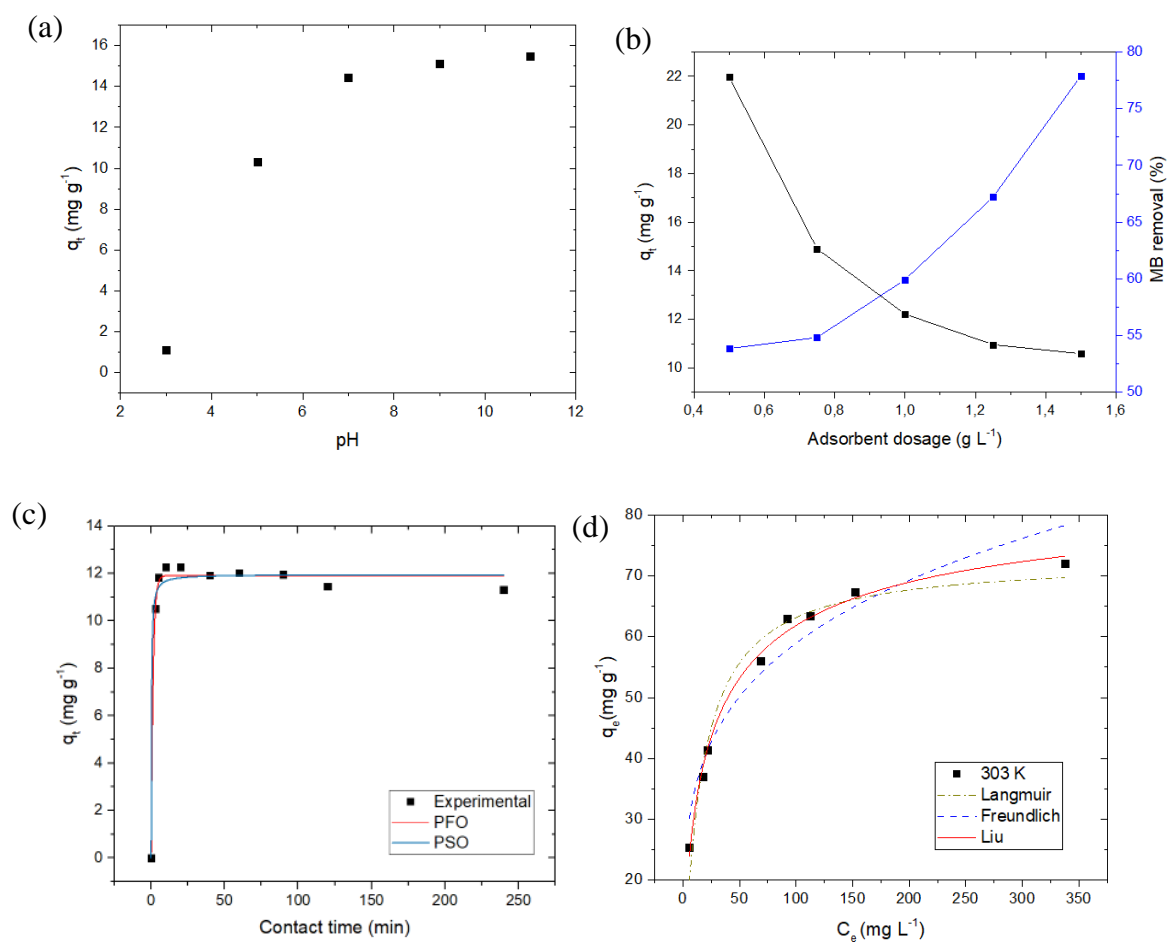 (a)
16
14
12
10
8
6
4
2
0
q_t (mg g⁻¹)
2 4 6 8 10 12
pH
(b)
22
20
18
16
14
12
10
q_t (mg g⁻¹)
80
75
70
65
60
55
50
MB removal (%)
0,4 0,6 0,8 1,0 1,2 1,4 1,6
Adsorbent dosage (g L⁻¹)
(c)
14
12
10
8
6
4
2
0
q_t (mg g⁻¹)
Experimental
PFO
PSO
0 50 100 150 200 250
Contact time (min)
(d)
80
70
60
50
40
30
20
q_e (mg g⁻¹)
303 K
Langmuir
Freundlich
Liu
0 50 100 150 200 250 300 350
C_e (mg L⁻¹)